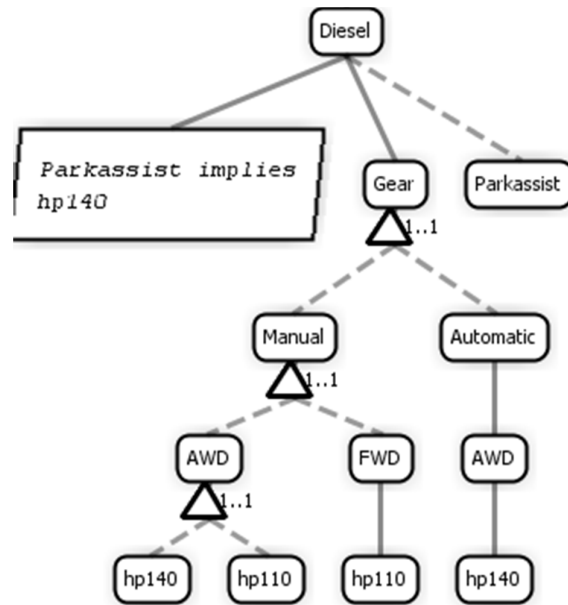 Diesel
Parkassist implies
hp140
Gear
Parkassist
1..1
Manual
Automatic
1..1
AWD
FWD
AWD
1..1
hp140
hp110
hp110
hp140